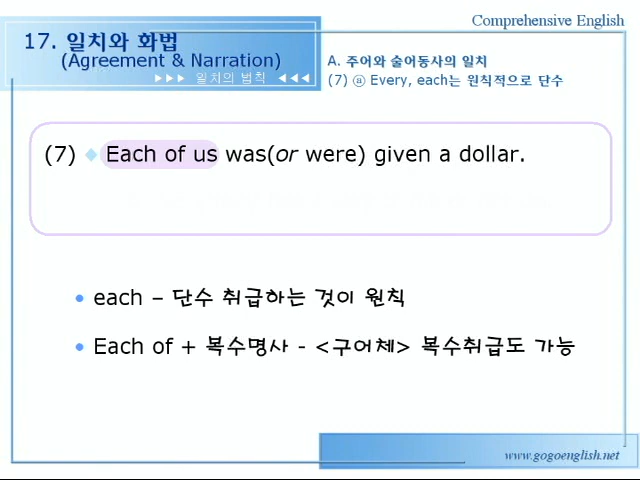 Comprehensive English
17. 일치와 화법
(Agreement & Narration)
▶▶▶ 일치의 법칙 ◀◀◀
A. 주어와 술어동사의 일치
(7) ⓐ Every, each는 원칙적으로 단수
(7) ◆ Each of us was(or were) given a dollar.
• each – 단수 취급하는 것이 원칙
• Each of + 복수명사 - <구어체> 복수취급도 가능
www.gogoenglish.net